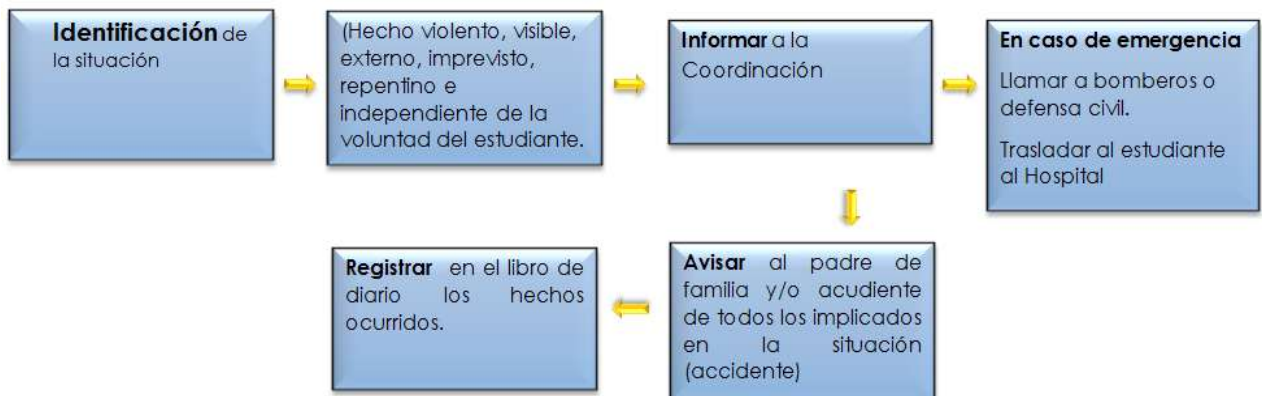 Identificación de
la situación
(Hecho violento, visible,
externo, imprevisto,
repentino e
independiente de la
voluntad del estudiante.
Informar a la
Coordinación
En caso de emergencia
Llamar a bomberos o
defensa civil.
Trasladar al estudiante
al Hospital
Avisar al padre de
familia y/o acudiente
de todos los implicados
en la situación
(accidente)
Registrar en el libro de
diario los hechos
ocurridos.